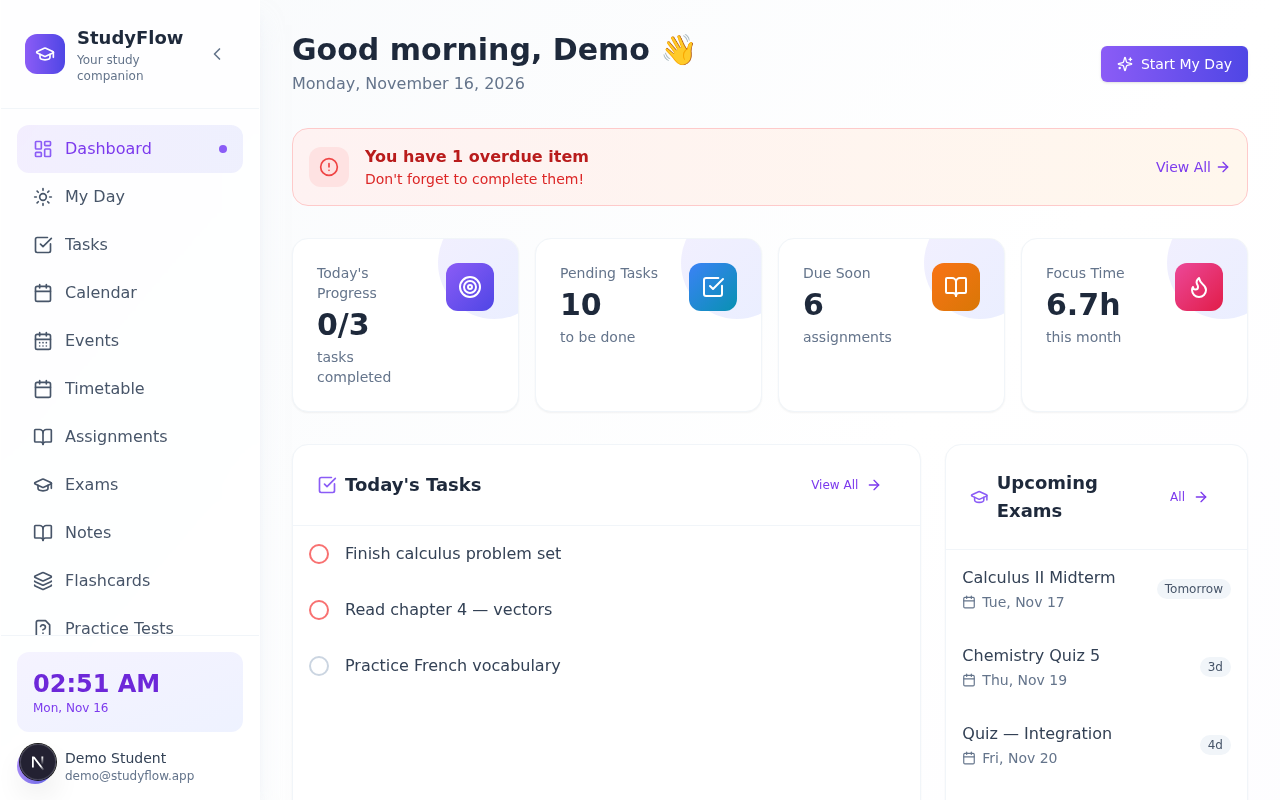 StudyFlow
Your study
companion
Dashboard
My Day
Tasks
Calendar
Events
Timetable
Assignments
Exams
Notes
Flashcards
Practice Tests
02:51 AM
Mon, Nov 16
N
Demo Student
demo@studyflow.app
Good morning, Demo 👋
Monday, November 16, 2026
Start My Day
You have 1 overdue item
Don't forget to complete them!
View All
Today's
Progress
0/3
tasks
completed
Pending Tasks
10
to be done
Due Soon
6
assignments
Focus Time
6.7h
this month
Today's Tasks
View All
Finish calculus problem set
Read chapter 4 — vectors
Practice French vocabulary
Upcoming
Exams
All
Calculus II Midterm
Tue, Nov 17
Tomorrow
Chemistry Quiz 5
Thu, Nov 19
3d
Quiz — Integration
Fri, Nov 20
4d